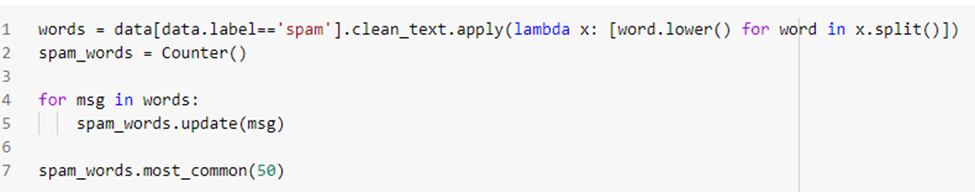 1 words = data[data.label=='spam'].clean_text.apply(lambda x: [word.lower() for word in x.split()])
2 spam_words = Counter()
3
4 for msg in words:
5     spam_words.update(msg)
6
7 spam_words.most_common(50)